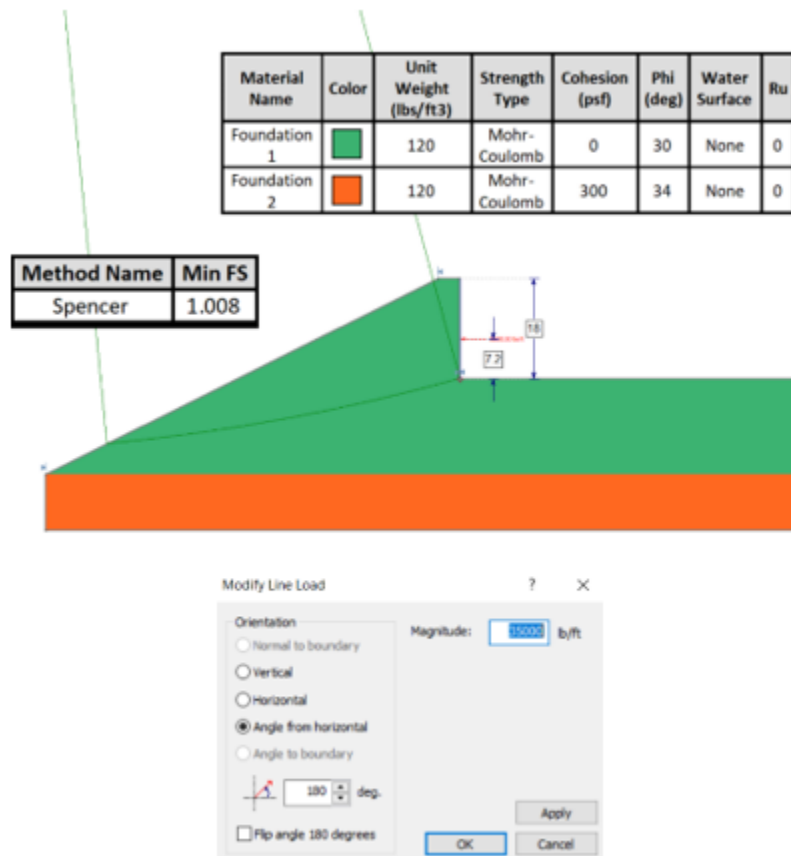 Material Name Color Unit Weight (lbs/ft3) Strength Type Cohesion (psf) Phi (deg) Water Surface Ru
Foundation 1 120 Mohr-Coulomb 0 30 None 0
Foundation 2 120 Mohr-Coulomb 300 34 None 0
Method Name Min FS
Spencer 1.008
18
7.2
Modify Line Load ? ×
Orientation
Normal to boundary
Vertical
Horizontal
Angle from horizontal
Angle to boundary
180 deg.
Flip angle 180 degrees
Magnitude: 35000 lb/ft
Apply
OK Cancel